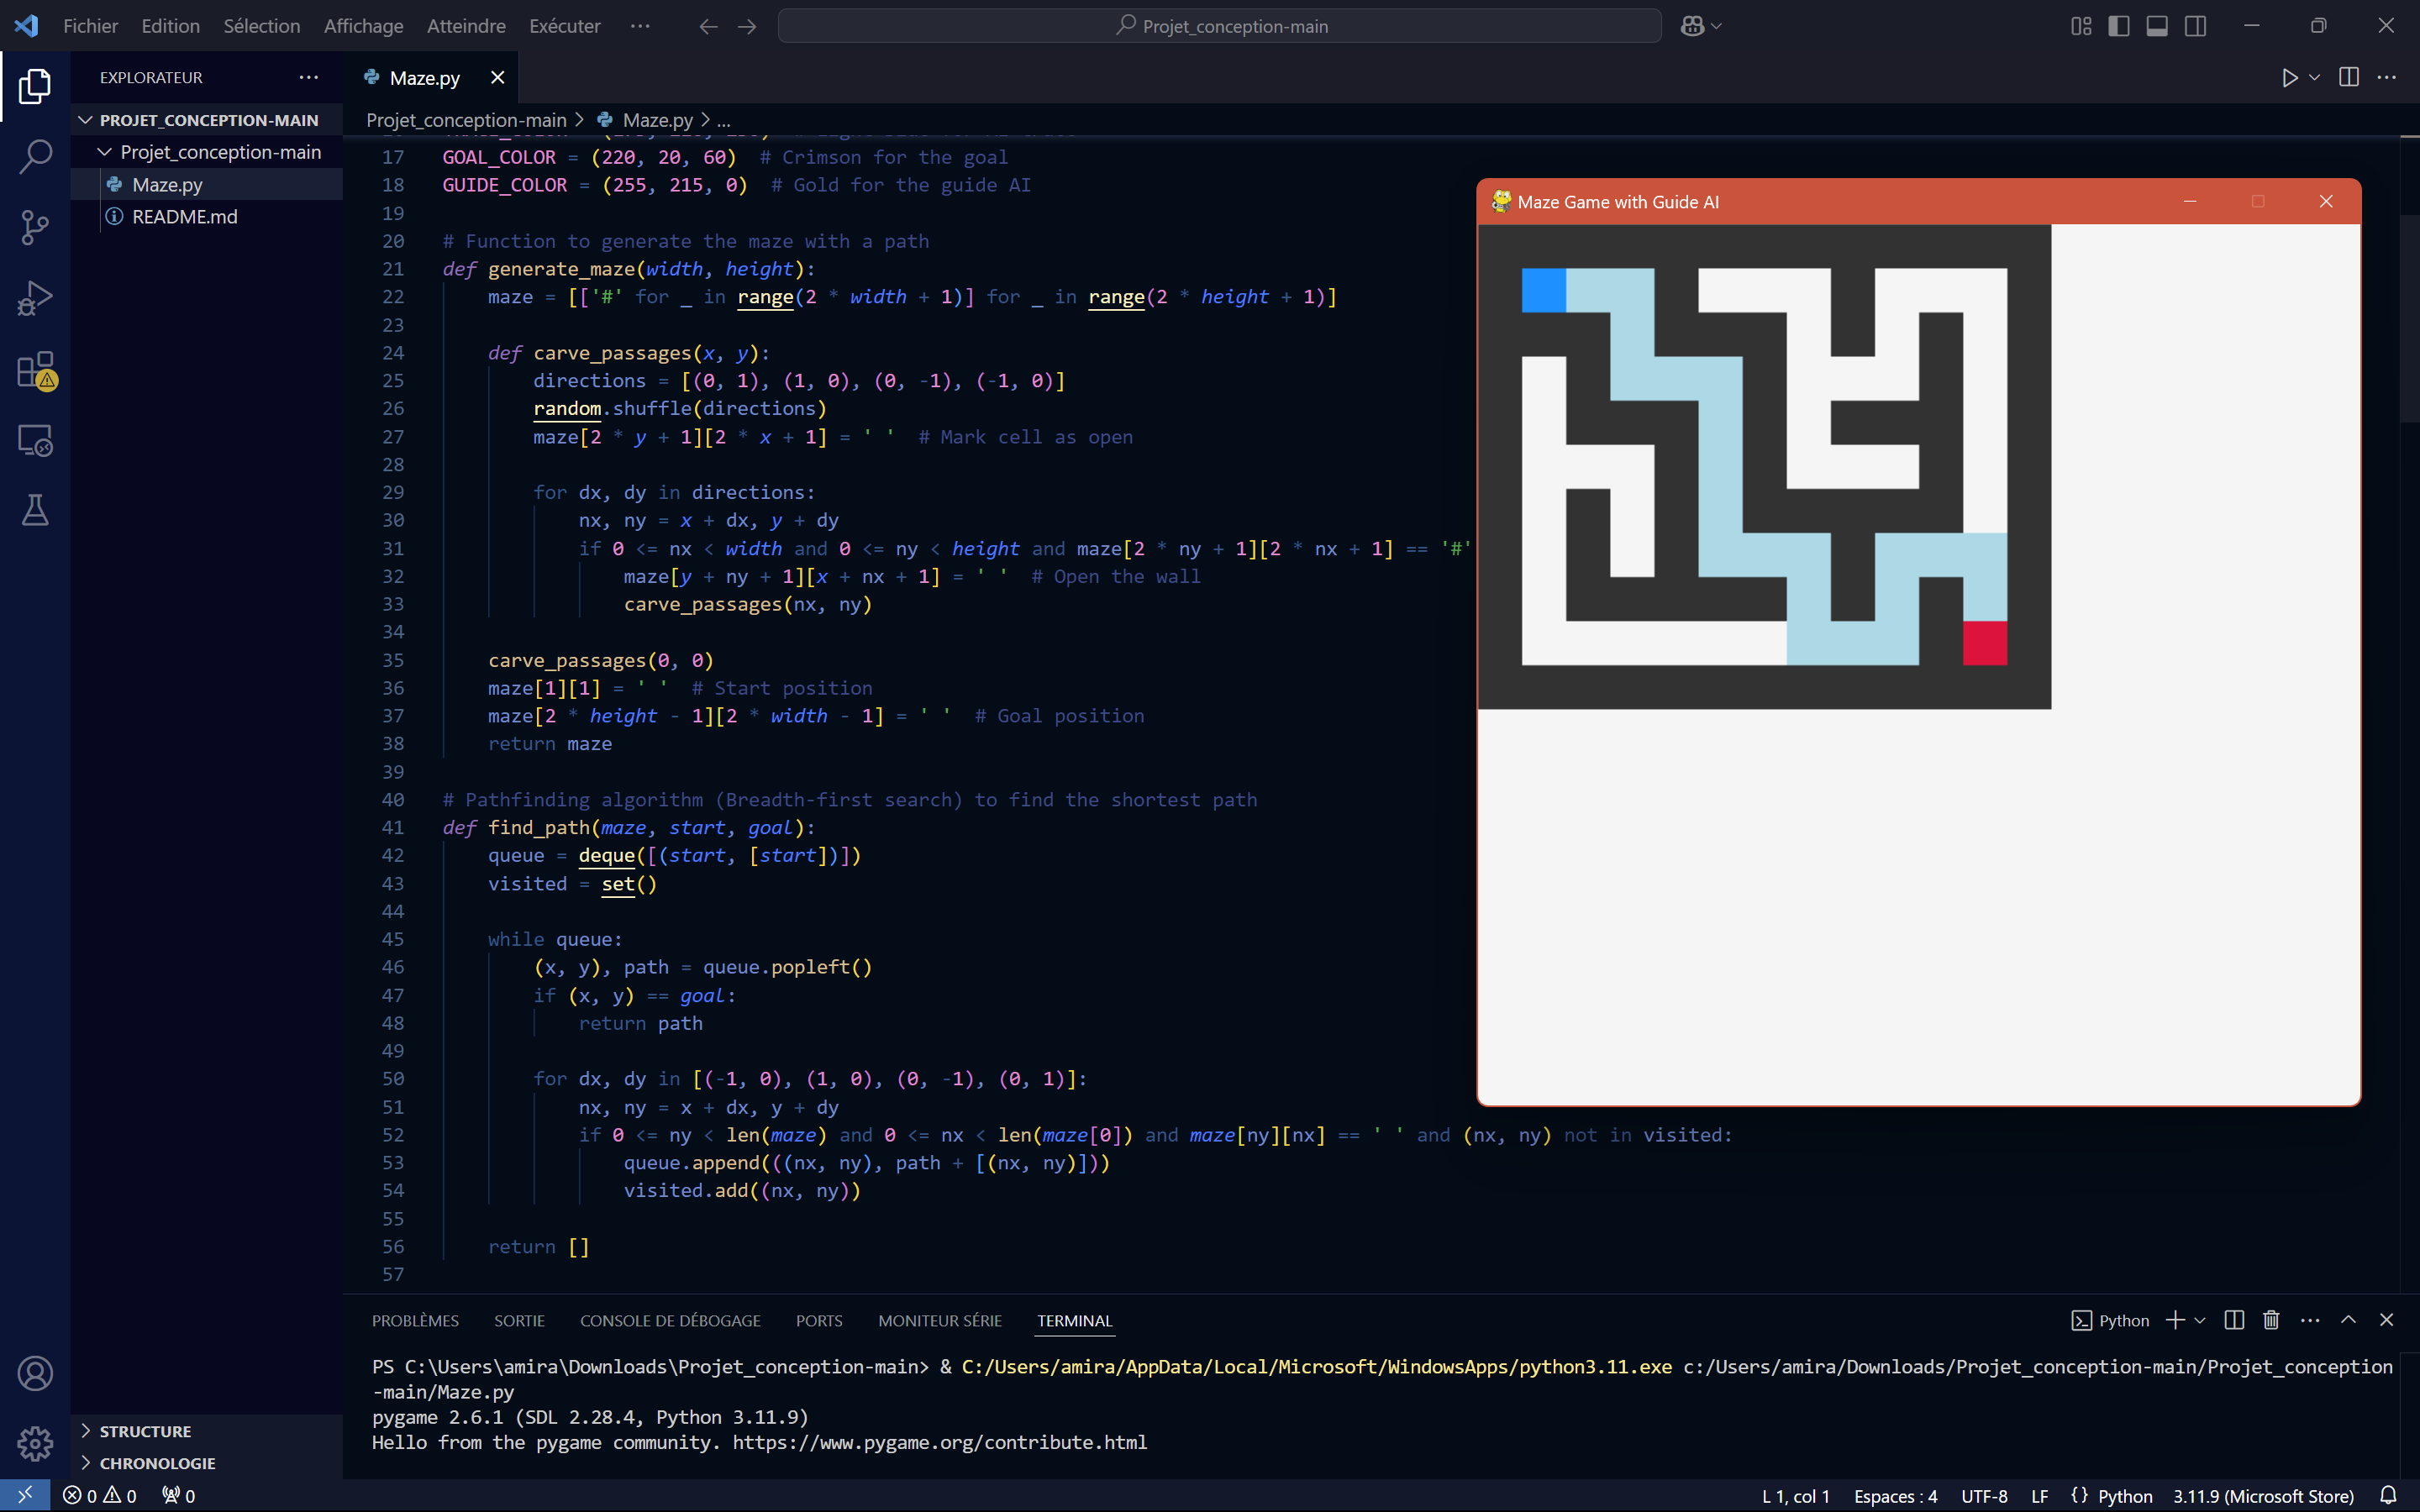 Fichier Edition Sélection Affichage Atteindre Exécuter ··· Projet_conception-main
EXPLORATEUR ···
PROJET_CONCEPTION-MAIN
Projet_conception-main
Maze.py
README.md
STRUCTURE
CHRONOLOGIE
Maze.py
Projet_conception-main > Maze.py > ...
17 GOAL_COLOR = (220, 20, 60)  # Crimson for the goal
18 GUIDE_COLOR = (255, 215, 0)  # Gold for the guide AI
19
20 # Function to generate the maze with a path
21 def generate_maze(width, height):
22     maze = [['#' for _ in range(2 * width + 1)] for _ in range(2 * height + 1)]
23
24     def carve_passages(x, y):
25         directions = [(0, 1), (1, 0), (0, -1), (-1, 0)]
26         random.shuffle(directions)
27         maze[2 * y + 1][2 * x + 1] = ' '  # Mark cell as open
28
29         for dx, dy in directions:
30             nx, ny = x + dx, y + dy
31             if 0 <= nx < width and 0 <= ny < height and maze[2 * ny + 1][2 * nx + 1] == '#'
32                 maze[y + ny + 1][x + nx + 1] = ' '  # Open the wall
33                 carve_passages(nx, ny)
34
35     carve_passages(0, 0)
36     maze[1][1] = ' '  # Start position
37     maze[2 * height - 1][2 * width - 1] = ' '  # Goal position
38     return maze
39
40 # Pathfinding algorithm (Breadth-first search) to find the shortest path
41 def find_path(maze, start, goal):
42     queue = deque([(start, [start])])
43     visited = set()
44
45     while queue:
46         (x, y), path = queue.popleft()
47         if (x, y) == goal:
48             return path
49
50         for dx, dy in [(-1, 0), (1, 0), (0, -1), (0, 1)]:
51             nx, ny = x + dx, y + dy
52             if 0 <= ny < len(maze) and 0 <= nx < len(maze[0]) and maze[ny][nx] == ' ' and (nx, ny) not in visited:
53                 queue.append(((nx, ny), path + [(nx, ny)]))
54                 visited.add((nx, ny))
55
56     return []
57
Maze Game with Guide AI
PROBLÈMES SORTIE CONSOLE DE DÉBOGAGE PORTS MONITEUR SÉRIE TERMINAL Python
PS C:\Users\amira\Downloads\Projet_conception-main> & C:/Users/amira/AppData/Local/Microsoft/WindowsApps/python3.11.exe c:/Users/amira/Downloads/Projet_conception-main/Projet_conception
-main/Maze.py
pygame 2.6.1 (SDL 2.28.4, Python 3.11.9)
Hello from the pygame community. https://www.pygame.org/contribute.html
0 0 0 L 1, col 1 Espaces : 4 UTF-8 LF {} Python 3.11.9 (Microsoft Store)